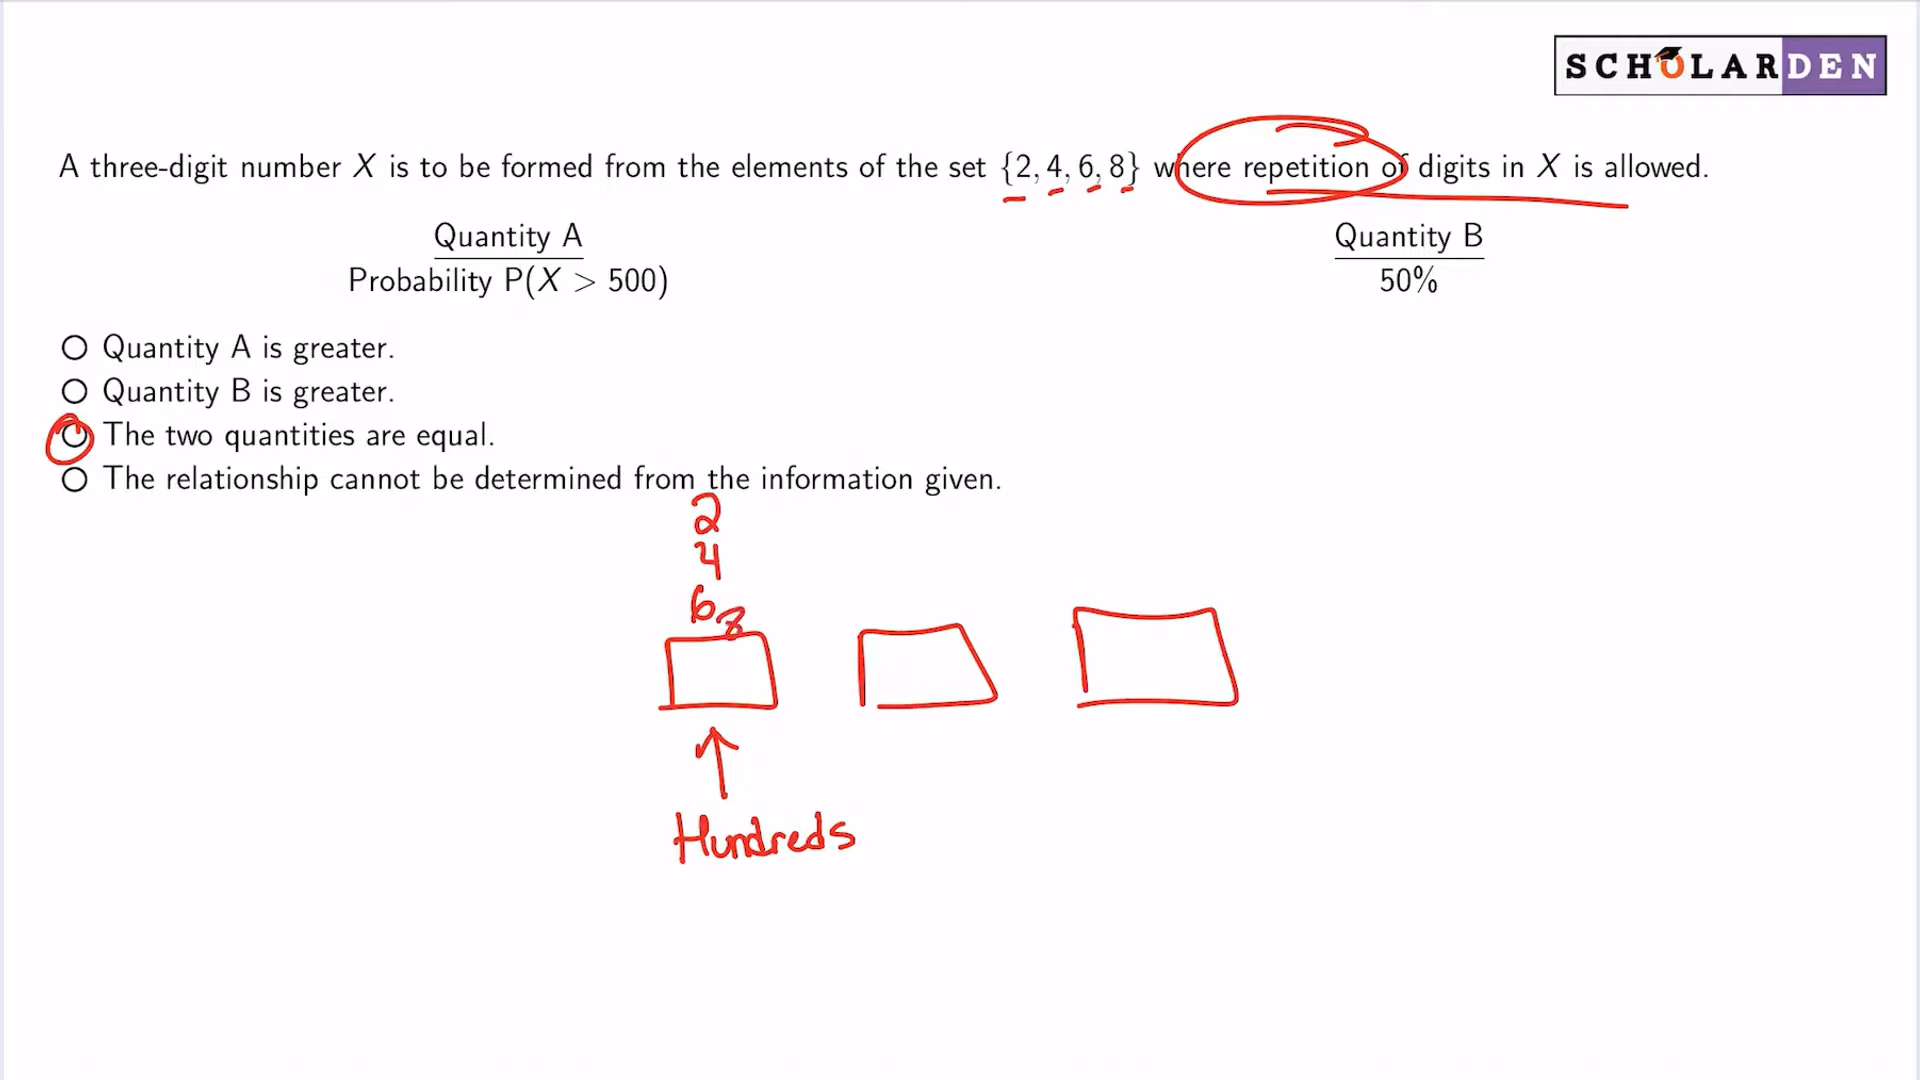 SCHOLARDEN
A three-digit number X is to be formed from the elements of the set {2, 4, 6, 8} where repetition of digits in X is allowed.
Quantity A
Quantity B
Probability P(X > 500)
50%
Quantity A is greater.
Quantity B is greater.
The two quantities are equal.
The relationship cannot be determined from the information given.
2
4
6
8
Hundreds